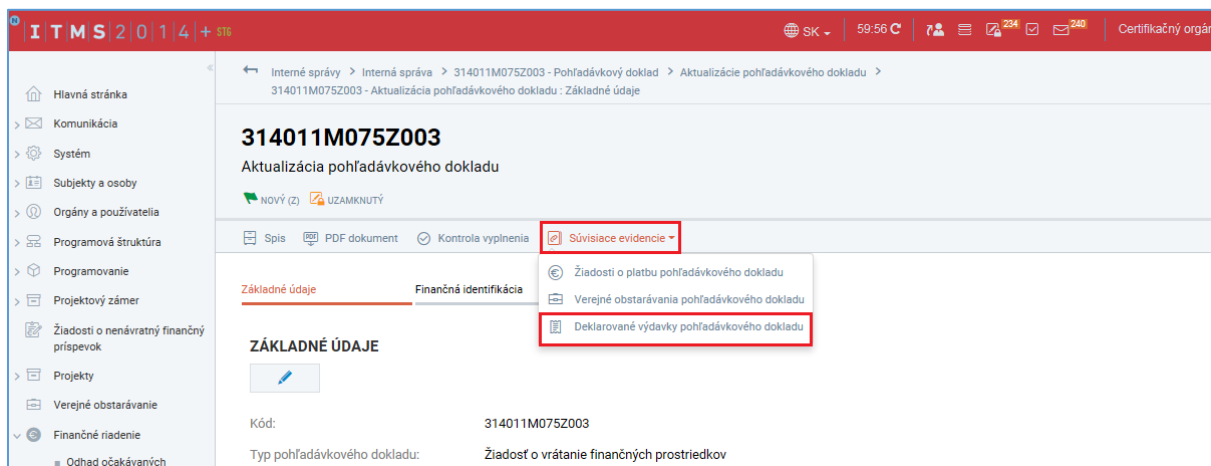 ITMS2014+ STG
SK 59:56 234 240 Certifikačný orgán
Interné správy > Interná správa > 314011M075Z003 - Pohľadávkový doklad > Aktualizácie pohľadávkového dokladu >
314011M075Z003 - Aktualizácia pohľadávkového dokladu : Základné údaje
Hlavná stránka
Komunikácia
Systém
Subjekty a osoby
Orgány a používatelia
Programová štruktúra
Programovanie
Projektový zámer
Žiadosti o nenávratný finančný
príspevok
Projekty
Verejné obstarávanie
Finančné riadenie
Odhad očakávaných
314011M075Z003
Aktualizácia pohľadávkového dokladu
NOVÝ (Z) UZAMKNUTÝ
Spis PDF PDF dokument Kontrola vyplnenia Súvisiace evidencie
Žiadosti o platbu pohľadávkového dokladu
Verejné obstarávania pohľadávkového dokladu
Deklarované výdavky pohľadávkového dokladu
Základné údaje Finančná identifikácia
ZÁKLADNÉ ÚDAJE
Kód: 314011M075Z003
Typ pohľadávkového dokladu: Žiadosť o vrátanie finančných prostriedkov